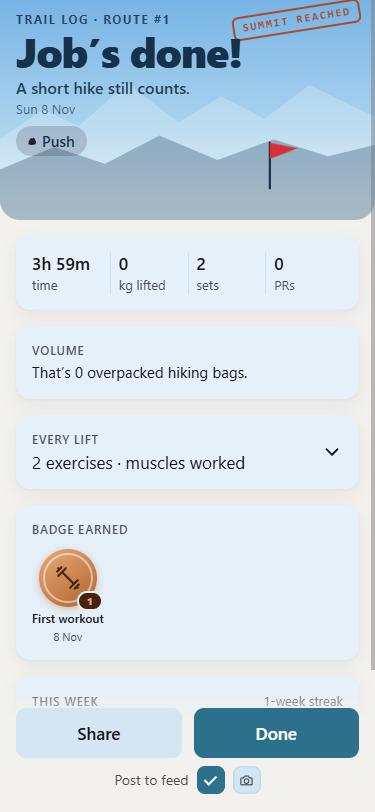 TRAIL LOG · ROUTE #1
SUMMIT REACHED
Job's done!
A short hike still counts.
Sun 8 Nov
Push
3h 59m
time
0
kg lifted
2
sets
0
PRs
VOLUME
That's 0 overpacked hiking bags.
EVERY LIFT
2 exercises · muscles worked
BADGE EARNED
1
First workout
8 Nov
THIS WEEK
1-week streak
Share
Done
Post to feed